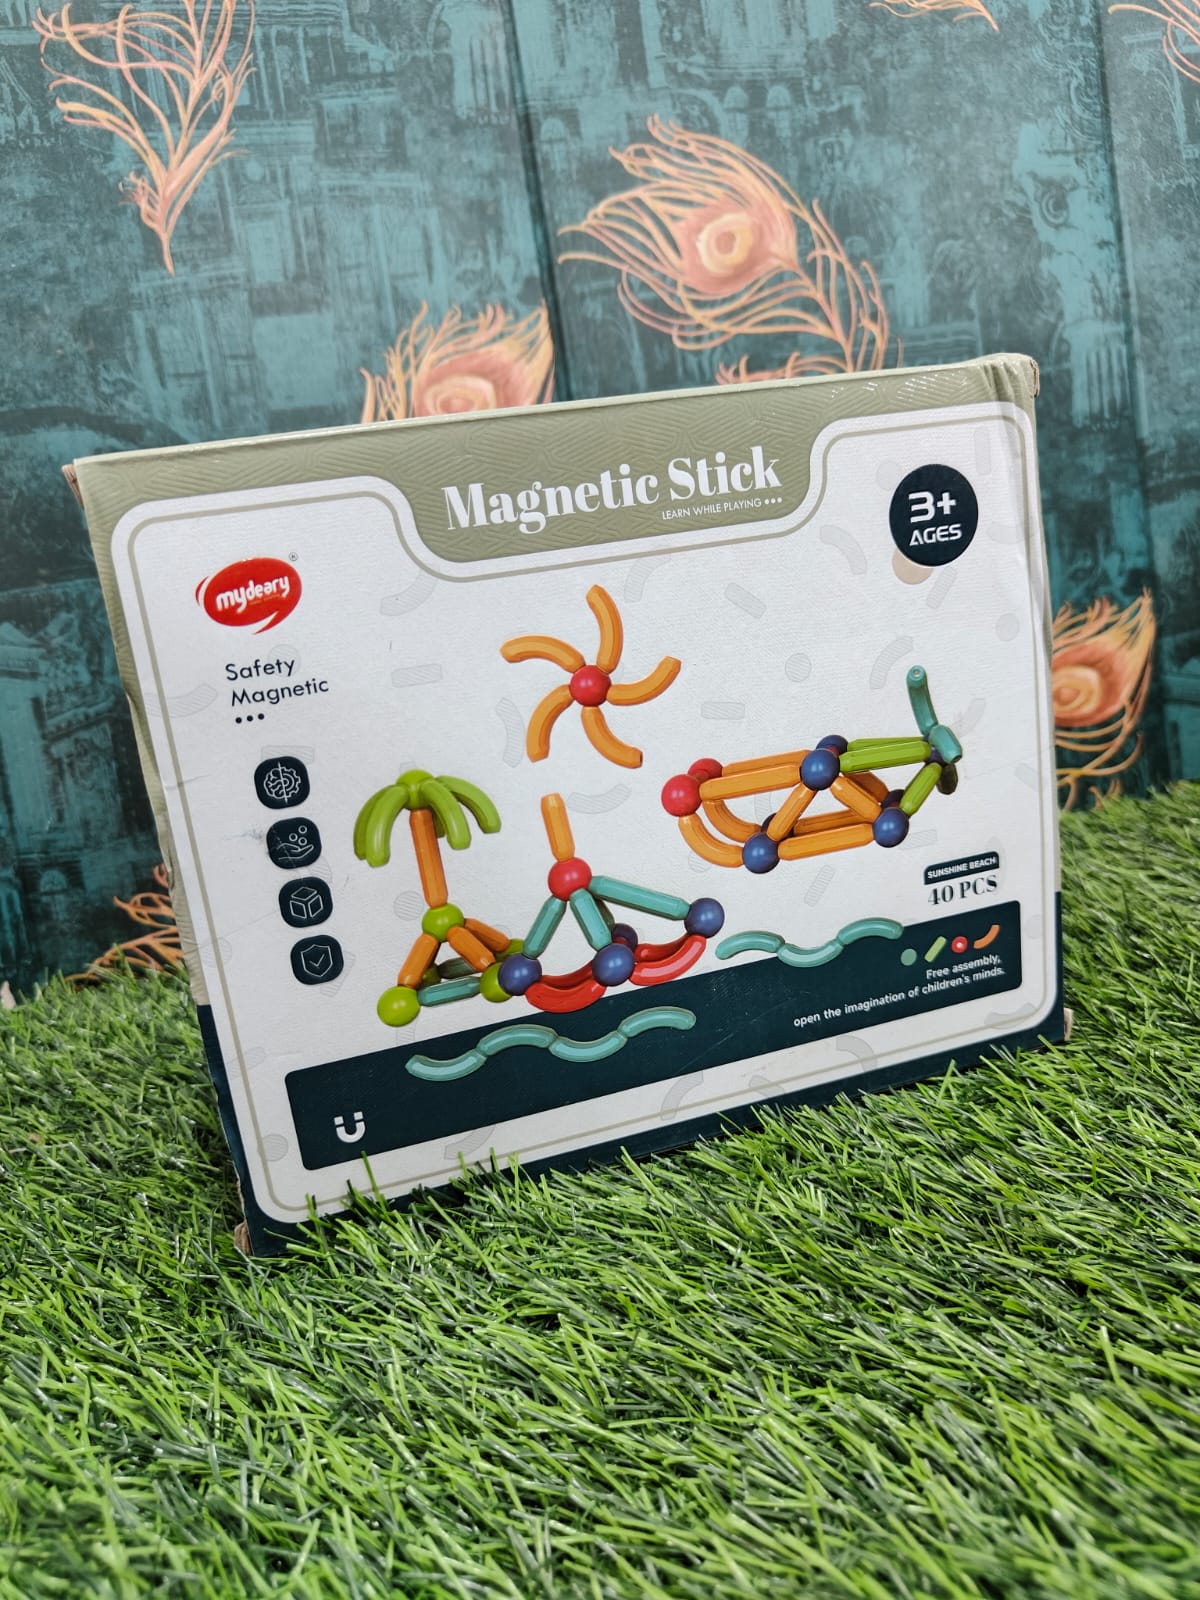 Magnetic Stick
LEARN WHILE PLAYING
3+
AGES
mydeary
®
Safety
Magnetic
SUNSHINE BEACH
40 PCS
Free assembly,
open the imagination of children's minds.